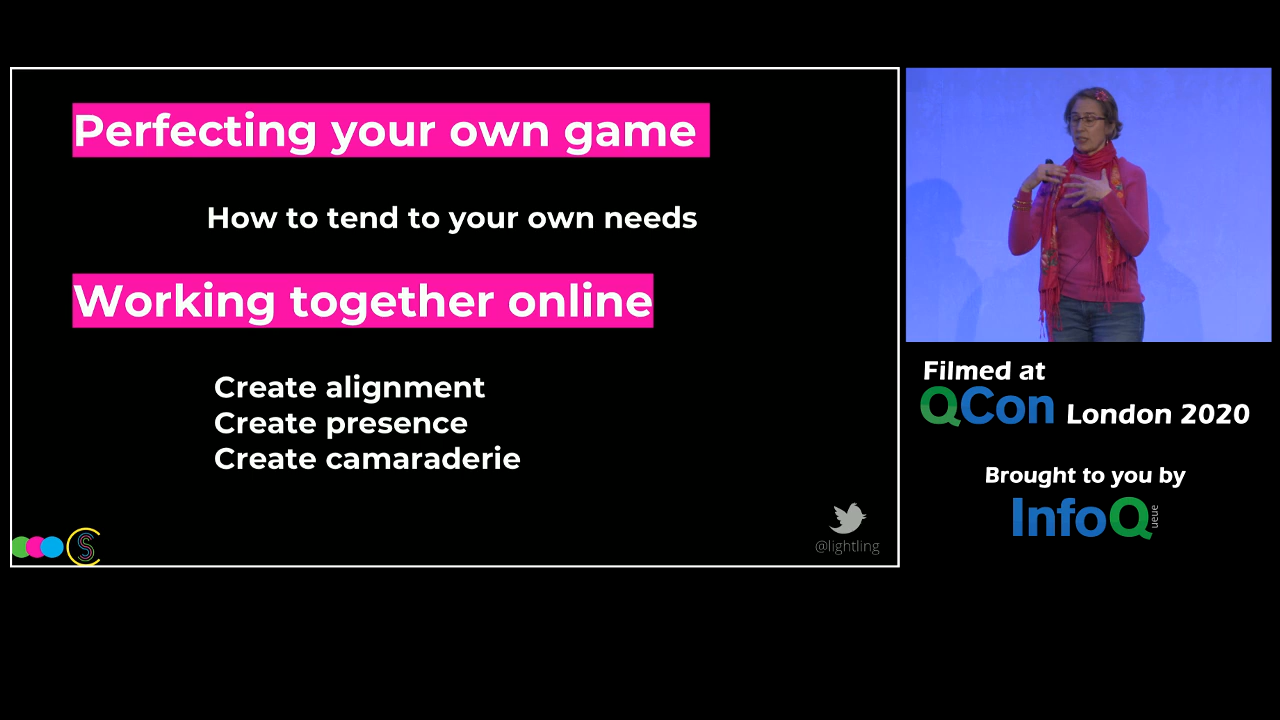 Perfecting your own game
How to tend to your own needs
Working together online
Create alignment
Create presence
Create camaraderie
@lightling
Filmed at
QCon London 2020
Brought to you by
InfoQueue